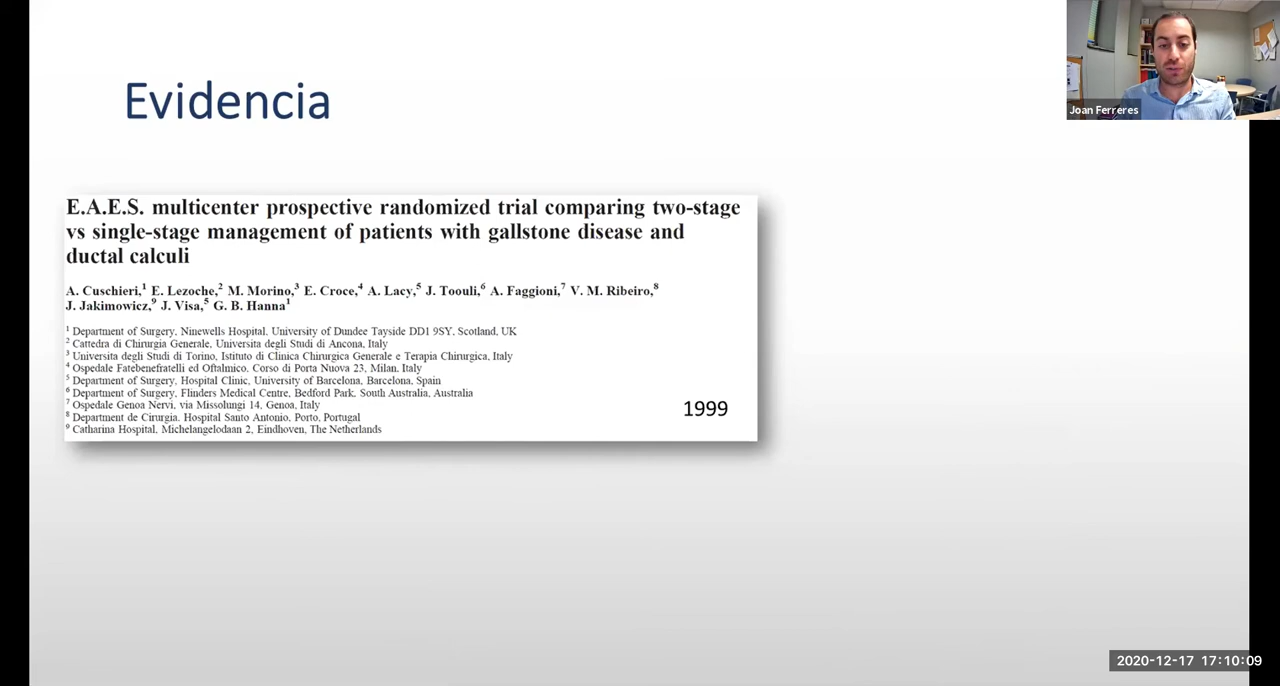 Evidencia
Joan Ferreres
E.A.E.S. multicenter prospective randomized trial comparing two-stage
vs single-stage management of patients with gallstone disease and
ductal calculi
A. Cuschieri,1 E. Lezoche,2 M. Morino,3 E. Croce,4 A. Lacy,5 J. Toouli,6 A. Faggioni,7 V. M. Ribeiro,8
J. Jakimowicz,9 J. Visa,5 G. B. Hanna1
1 Department of Surgery, Ninewells Hospital, University of Dundee Tayside DD1 9SY, Scotland, UK
2 Cattedra di Chirurgia Generale, Universita degli Studi di Ancona, Italy
3 Universita degli Studi di Torino, Istituto di Clinica Chirurgica Generale e Terapia Chirurgica, Italy
4 Ospedale Fatebenefratelli ed Oftalmico, Corso di Porta Nuova 23, Milan, Italy
5 Department of Surgery, Hospital Clinic, University of Barcelona, Barcelona, Spain
6 Department of Surgery, Flinders Medical Centre, Bedford Park, South Australia, Australia
7 Ospedale Genoa Nervi, via Missolungi 14, Genoa, Italy
8 Department de Cirurgia. Hospital Santo Antonio, Porto, Portugal
9 Catharina Hospital, Michelangelodaan 2, Eindhoven, The Netherlands
1999
2020-12-17 17:10:09